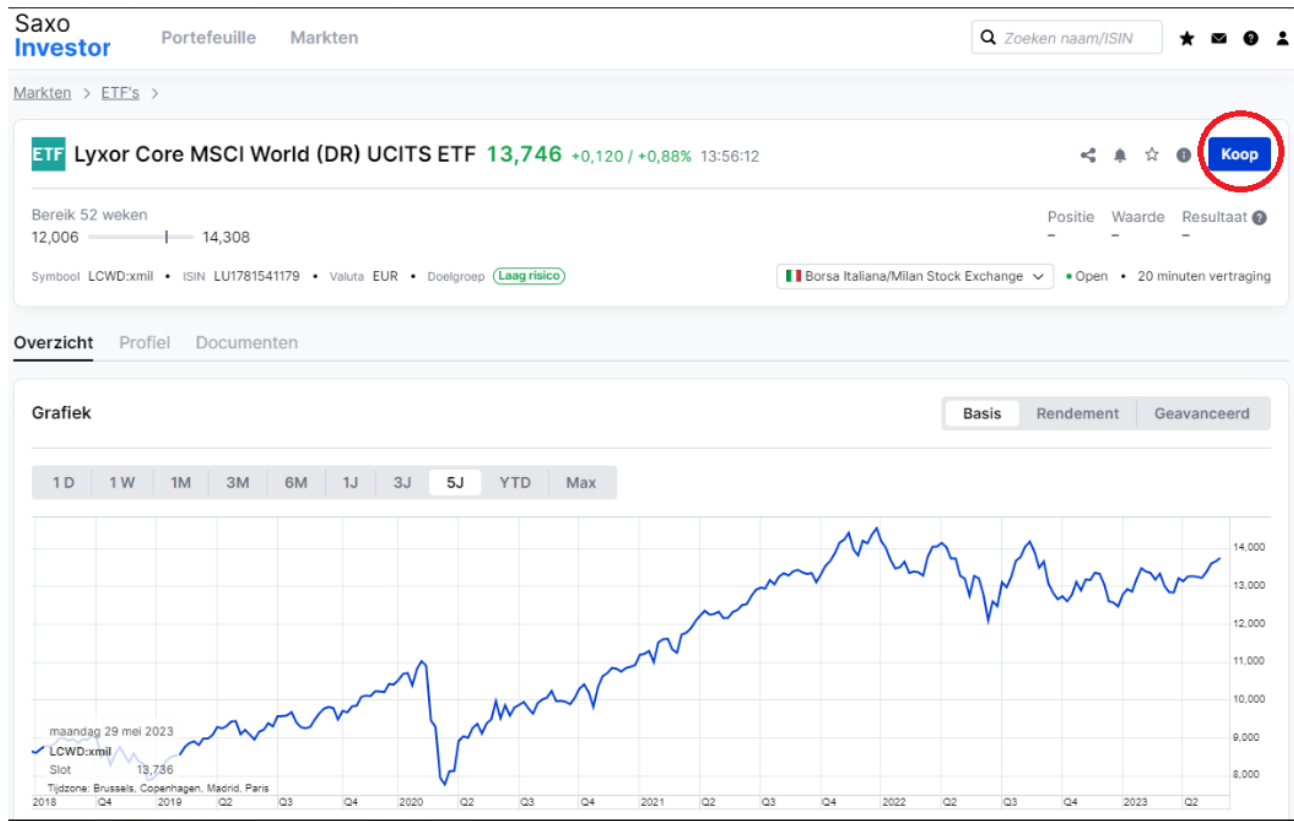 Saxo
Investor
Portefeuille Markten
Zoeken naam/ISIN
Markten > ETF's >
ETF Lyxor Core MSCI World (DR) UCITS ETF 13,746 +0,120 / +0,88% 13:56:12
Koop
Bereik 52 weken
12,006 14,308
Positie Waarde Resultaat
– – –
Symbool LCWD:xmil • ISIN LU1781541179 • Valuta EUR • Doelgroep Laag risico
Borsa Italiana/Milan Stock Exchange • Open • 20 minuten vertraging
Overzicht Profiel Documenten
Grafiek
Basis Rendement Geavanceerd
1 D 1 W 1M 3M 6M 1J 3J 5J YTD Max
14,000
13,000
12,000
11,000
10,000
9,000
8,000
maandag 29 mei 2023
LCWD:xmil
Slot 13,736
Tijdzone: Brussels, Copenhagen, Madrid, Paris
2018 Q4 2019 Q2 Q3 Q4 2020 Q2 Q3 Q4 2021 Q2 Q3 Q4 2022 Q2 Q3 Q4 2023 Q2